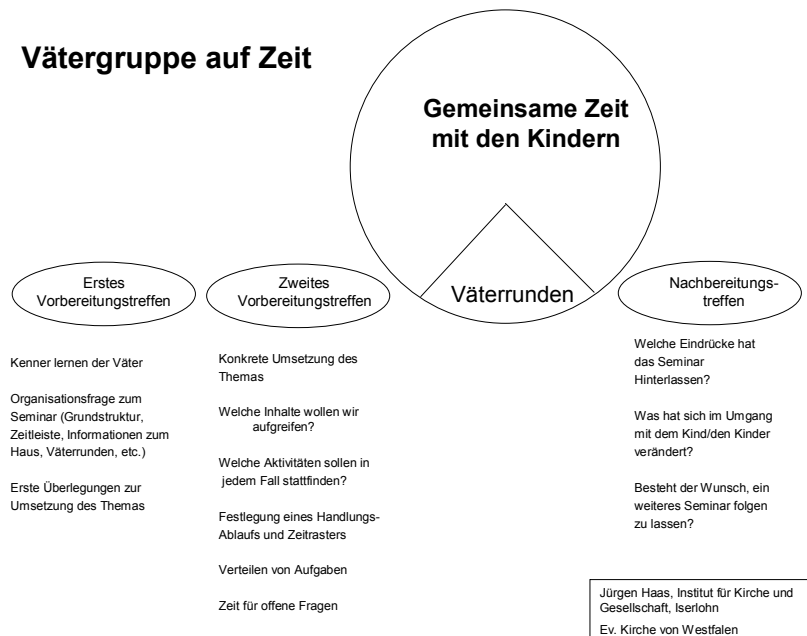 Vätergruppe auf Zeit
Gemeinsame Zeit
mit den Kindern
Väterrunden
Erstes
Vorbereitungstreffen
Kenner lernen der Väter
Organisationsfrage zum
Seminar (Grundstruktur,
Zeitleiste, Informationen zum
Haus, Väterrunden, etc.)
Erste Überlegungen zur
Umsetzung des Themas
Zweites
Vorbereitungstreffen
Konkrete Umsetzung des
Themas
Welche Inhalte wollen wir
aufgreifen?
Welche Aktivitäten sollen in
jedem Fall stattfinden?
Festlegung eines Handlungs-
Ablaufs und Zeitrasters
Verteilen von Aufgaben
Zeit für offene Fragen
Nachbereitungs-
treffen
Welche Eindrücke hat
das Seminar
Hinterlassen?
Was hat sich im Umgang
mit dem Kind/den Kinder
verändert?
Besteht der Wunsch, ein
weiteres Seminar folgen
zu lassen?
Jürgen Haas, Institut für Kirche und
Gesellschaft, Iserlohn
Ev. Kirche von Westfalen